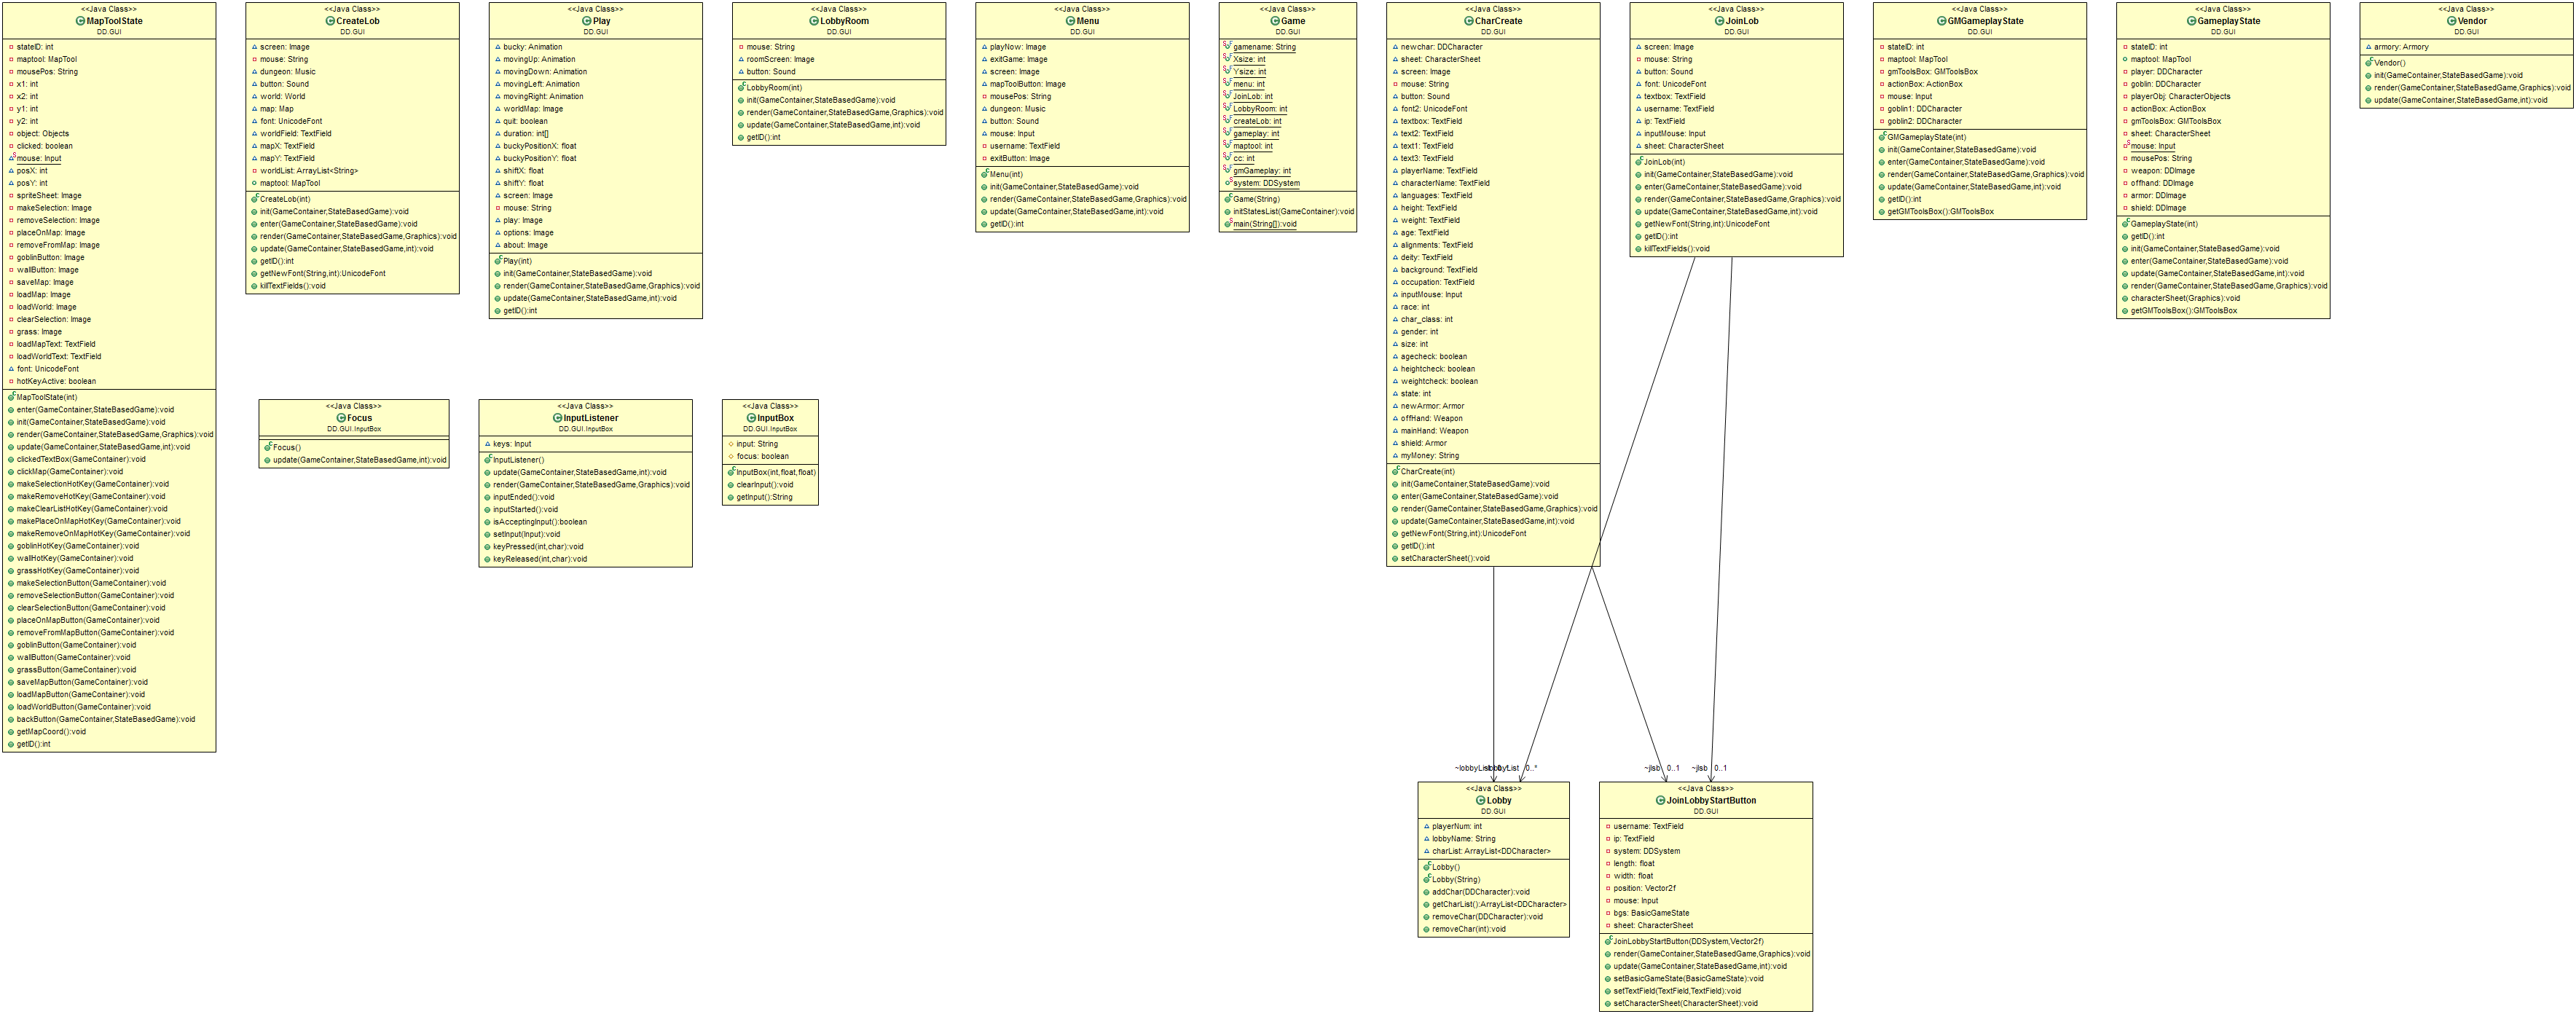 <<Java Class>>
MapToolState
DD.GUI
stateID: int
maptool: MapTool
mousePos: String
x1: int
x2: int
y1: int
y2: int
object: Objects
clicked: boolean
mouse: Input
posX: int
posY: int
spriteSheet: Image
makeSelection: Image
removeSelection: Image
placeOnMap: Image
removeFromMap: Image
goblinButton: Image
wallButton: Image
saveMap: Image
loadMap: Image
loadWorld: Image
clearSelection: Image
grass: Image
loadMapText: TextField
loadWorldText: TextField
font: UnicodeFont
hotKeyActive: boolean
MapToolState(int)
enter(GameContainer,StateBasedGame):void
init(GameContainer,StateBasedGame):void
render(GameContainer,StateBasedGame,Graphics):void
update(GameContainer,StateBasedGame,int):void
clickedTextBox(GameContainer):void
clickMap(GameContainer):void
makeSelectionHotKey(GameContainer):void
makeRemoveHotKey(GameContainer):void
makeClearListHotKey(GameContainer):void
makePlaceOnMapHotKey(GameContainer):void
makeRemoveOnMapHotKey(GameContainer):void
goblinHotKey(GameContainer):void
wallHotKey(GameContainer):void
grassHotKey(GameContainer):void
makeSelectionButton(GameContainer):void
removeSelectionButton(GameContainer):void
clearSelectionButton(GameContainer):void
placeOnMapButton(GameContainer):void
removeFromMapButton(GameContainer):void
goblinButton(GameContainer):void
wallButton(GameContainer):void
grassButton(GameContainer):void
saveMapButton(GameContainer):void
loadMapButton(GameContainer):void
loadWorldButton(GameContainer):void
backButton(GameContainer,StateBasedGame):void
getMapCoord():void
getID():int
<<Java Class>>
CreateLob
DD.GUI
screen: Image
mouse: String
dungeon: Music
button: Sound
world: World
map: Map
font: UnicodeFont
worldField: TextField
mapX: TextField
mapY: TextField
worldList: ArrayList<String>
maptool: MapTool
CreateLob(int)
init(GameContainer,StateBasedGame):void
enter(GameContainer,StateBasedGame):void
render(GameContainer,StateBasedGame,Graphics):void
update(GameContainer,StateBasedGame,int):void
getID():int
getNewFont(String,int):UnicodeFont
killTextFields():void
<<Java Class>>
Play
DD.GUI
bucky: Animation
movingUp: Animation
movingDown: Animation
movingLeft: Animation
movingRight: Animation
worldMap: Image
quit: boolean
duration: int[]
buckyPositionX: float
buckyPositionY: float
shiftX: float
shiftY: float
screen: Image
mouse: String
play: Image
options: Image
about: Image
Play(int)
init(GameContainer,StateBasedGame):void
render(GameContainer,StateBasedGame,Graphics):void
update(GameContainer,StateBasedGame,int):void
getID():int
<<Java Class>>
LobbyRoom
DD.GUI
mouse: String
roomScreen: Image
button: Sound
LobbyRoom(int)
init(GameContainer,StateBasedGame):void
render(GameContainer,StateBasedGame,Graphics):void
update(GameContainer,StateBasedGame,int):void
getID():int
<<Java Class>>
Menu
DD.GUI
playNow: Image
exitGame: Image
screen: Image
mapToolButton: Image
mousePos: String
dungeon: Music
button: Sound
mouse: Input
username: TextField
exitButton: Image
Menu(int)
init(GameContainer,StateBasedGame):void
render(GameContainer,StateBasedGame,Graphics):void
update(GameContainer,StateBasedGame,int):void
getID():int
<<Java Class>>
Game
DD.GUI
gamename: String
Xsize: int
Ysize: int
menu: int
JoinLob: int
LobbyRoom: int
createLob: int
gameplay: int
maptool: int
cc: int
gmGameplay: int
system: DDSystem
Game(String)
initStatesList(GameContainer):void
main(String[]):void
<<Java Class>>
CharCreate
DD.GUI
newchar: DDCharacter
sheet: CharacterSheet
screen: Image
mouse: String
button: Sound
font2: UnicodeFont
textbox: TextField
text2: TextField
text1: TextField
text3: TextField
playerName: TextField
characterName: TextField
languages: TextField
height: TextField
weight: TextField
age: TextField
alignments: TextField
deity: TextField
background: TextField
occupation: TextField
inputMouse: Input
race: int
char_class: int
gender: int
size: int
agecheck: boolean
heightcheck: boolean
weightcheck: boolean
state: int
newArmor: Armor
offHand: Weapon
mainHand: Weapon
shield: Armor
myMoney: String
CharCreate(int)
init(GameContainer,StateBasedGame):void
enter(GameContainer,StateBasedGame):void
render(GameContainer,StateBasedGame,Graphics):void
update(GameContainer,StateBasedGame,int):void
getNewFont(String,int):UnicodeFont
getID():int
setCharacterSheet():void
<<Java Class>>
JoinLob
DD.GUI
screen: Image
mouse: String
button: Sound
font: UnicodeFont
textbox: TextField
username: TextField
ip: TextField
inputMouse: Input
sheet: CharacterSheet
JoinLob(int)
init(GameContainer,StateBasedGame):void
enter(GameContainer,StateBasedGame):void
render(GameContainer,StateBasedGame,Graphics):void
update(GameContainer,StateBasedGame,int):void
getNewFont(String,int):UnicodeFont
getID():int
killTextFields():void
<<Java Class>>
GMGameplayState
DD.GUI
stateID: int
maptool: MapTool
gmToolsBox: GMToolsBox
actionBox: ActionBox
mouse: Input
goblin1: DDCharacter
goblin2: DDCharacter
GMGameplayState(int)
init(GameContainer,StateBasedGame):void
enter(GameContainer,StateBasedGame):void
render(GameContainer,StateBasedGame,Graphics):void
update(GameContainer,StateBasedGame,int):void
getID():int
getGMToolsBox():GMToolsBox
<<Java Class>>
GameplayState
DD.GUI
stateID: int
maptool: MapTool
player: DDCharacter
goblin: DDCharacter
playerObj: CharacterObjects
actionBox: ActionBox
gmToolsBox: GMToolsBox
sheet: CharacterSheet
mouse: Input
mousePos: String
weapon: DDImage
offhand: DDImage
armor: DDImage
shield: DDImage
GameplayState(int)
getID():int
init(GameContainer,StateBasedGame):void
enter(GameContainer,StateBasedGame):void
update(GameContainer,StateBasedGame,int):void
render(GameContainer,StateBasedGame,Graphics):void
characterSheet(Graphics):void
getGMToolsBox():GMToolsBox
<<Java Class>>
Vendor
DD.GUI
armory: Armory
Vendor()
init(GameContainer,StateBasedGame):void
render(GameContainer,StateBasedGame,Graphics):void
update(GameContainer,StateBasedGame,int):void
<<Java Class>>
Focus
DD.GUI.InputBox
Focus()
update(GameContainer,StateBasedGame,int):void
<<Java Class>>
InputListener
DD.GUI.InputBox
keys: Input
InputListener()
update(GameContainer,StateBasedGame,int):void
render(GameContainer,StateBasedGame,Graphics):void
inputEnded():void
inputStarted():void
isAcceptingInput():boolean
setInput(Input):void
keyPressed(int,char):void
keyReleased(int,char):void
<<Java Class>>
InputBox
DD.GUI.InputBox
input: String
focus: boolean
InputBox(int,float,float)
clearInput():void
getInput():String
~lobbyList 0..*
~jlsb 0..1
~jlsb 0..1
<<Java Class>>
Lobby
DD.GUI
playerNum: int
lobbyName: String
charList: ArrayList<DDCharacter>
Lobby()
Lobby(String)
addChar(DDCharacter):void
getCharList():ArrayList<DDCharacter>
removeChar(DDCharacter):void
removeChar(int):void
<<Java Class>>
JoinLobbyStartButton
DD.GUI
username: TextField
ip: TextField
system: DDSystem
length: float
width: float
position: Vector2f
mouse: Input
bgs: BasicGameState
sheet: CharacterSheet
JoinLobbyStartButton(DDSystem,Vector2f)
render(GameContainer,StateBasedGame,Graphics):void
update(GameContainer,StateBasedGame,int):void
setBasicGameState(BasicGameState):void
setTextField(TextField,TextField):void
setCharacterSheet(CharacterSheet):void